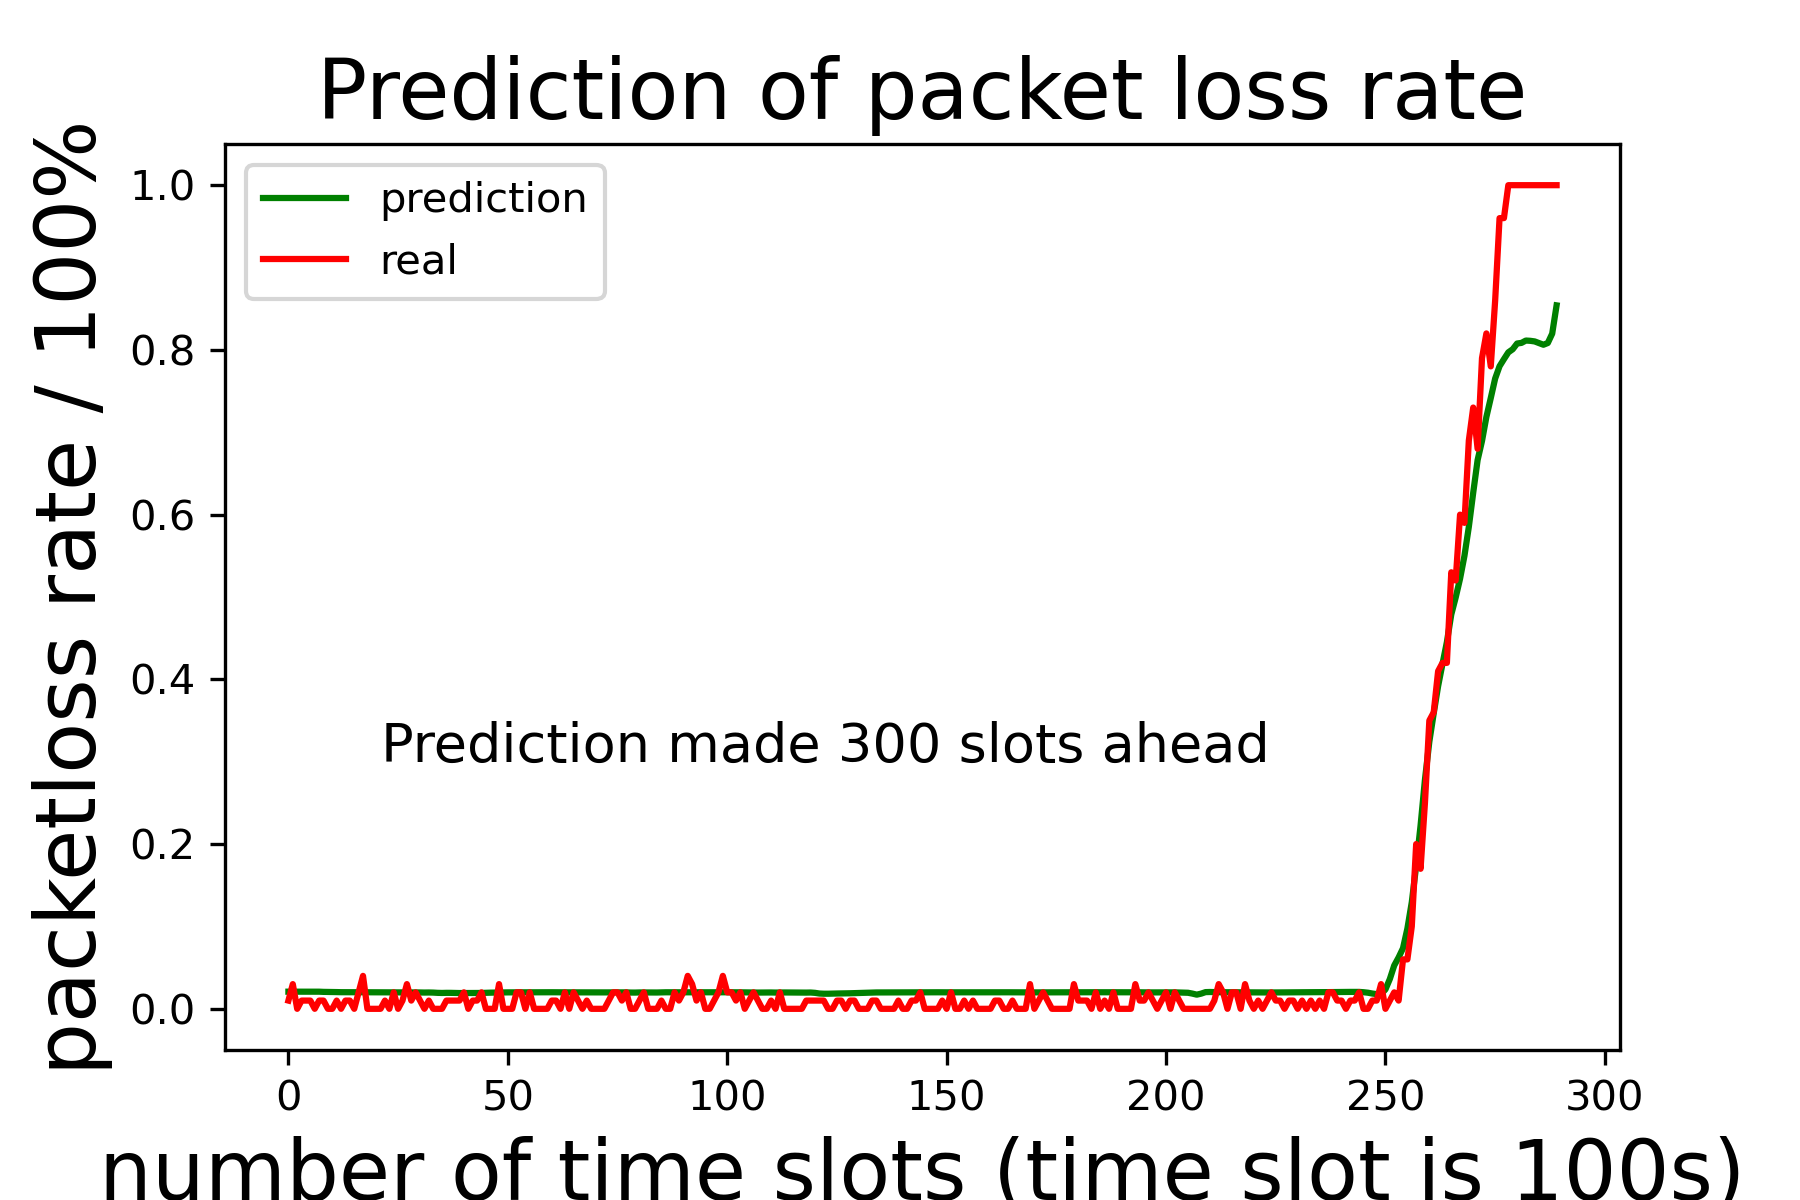 Prediction of packet loss rate
packetloss rate / 100%
1.0
0.8
0.6
0.4
0.2
0.0
prediction
real
Prediction made 300 slots ahead
0 50 100 150 200 250 300
number of time slots (time slot is 100s)